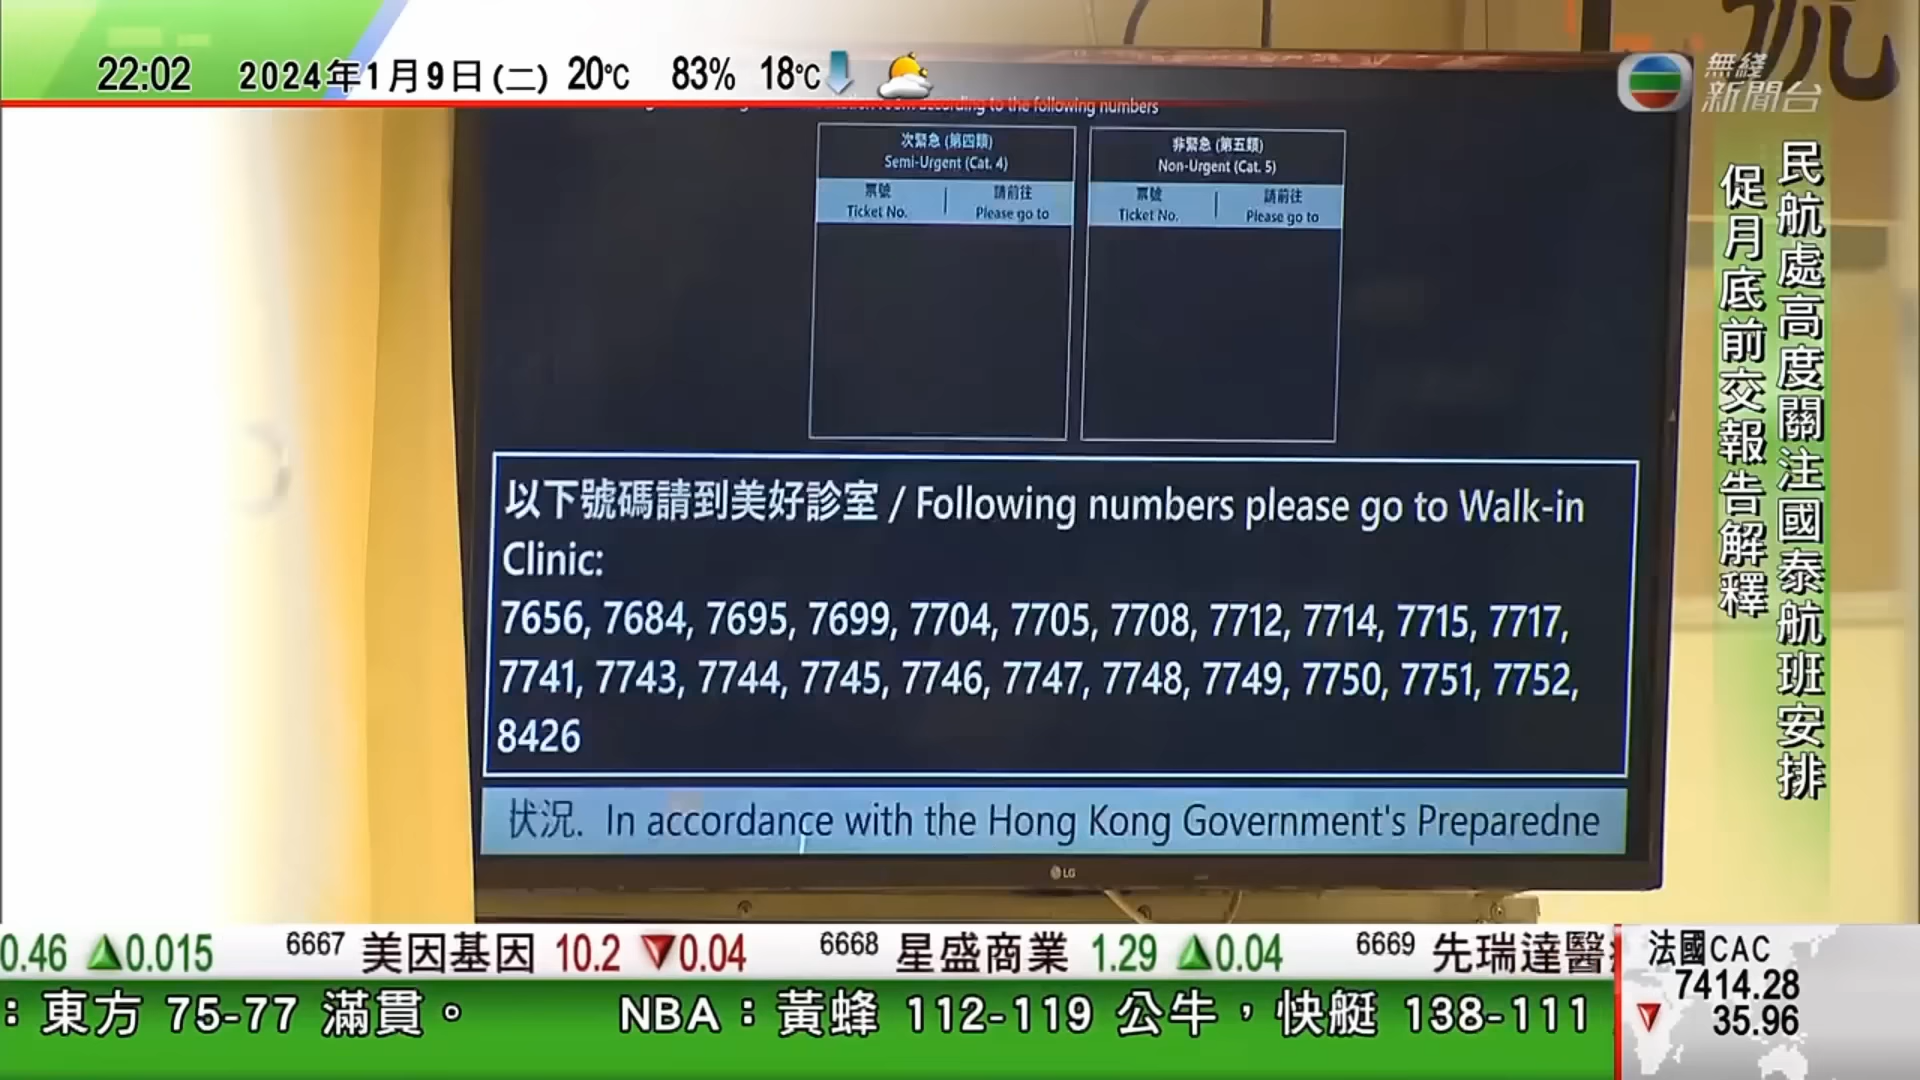 22:02 2024年1月9日(二) 20°C 83% 18°C
無綫
新聞台
民航處高度關注國泰航班安排
促月底前交報告解釋
according to the following numbers
次緊急 (第四類)
Semi-Urgent (Cat. 4)
票號 請前往
Ticket No. Please go to
非緊急 (第五類)
Non-Urgent (Cat. 5)
票號 請前往
Ticket No. Please go to
以下號碼請到美好診室 / Following numbers please go to Walk-in
Clinic:
7656, 7684, 7695, 7699, 7704, 7705, 7708, 7712, 7714, 7715, 7717,
7741, 7743, 7744, 7745, 7746, 7747, 7748, 7749, 7750, 7751, 7752,
8426
状況. In accordance with the Hong Kong Government's Preparedne
LG
0.46 ▲0.015 6667 美因基因 10.2 ▼0.04 6668 星盛商業 1.29 ▲0.04 6669 先瑞達醫
：東方 75-77 滿貫。 NBA：黃蜂 112-119 公牛，快艇 138-111
法國CAC
7414.28
▼ 35.96